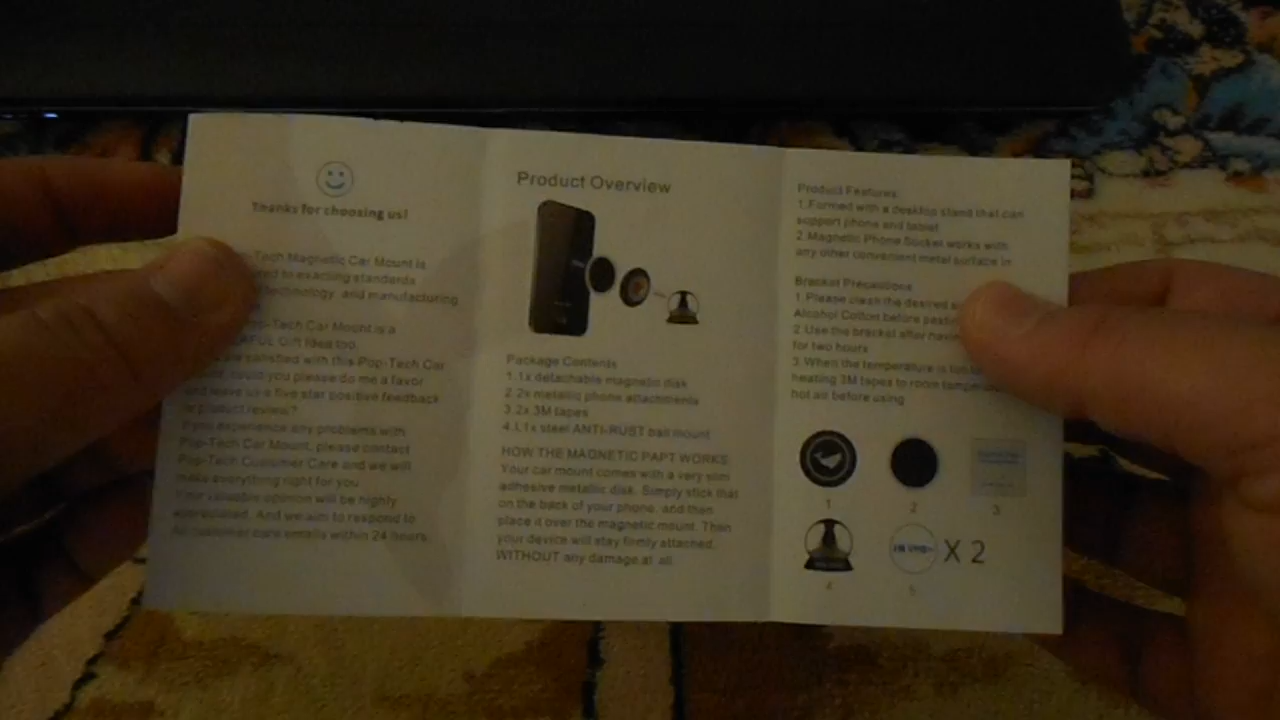 Thanks for choosing us!
-Tech Magnetic Car Mount is
to exacting standards
technology and manufacturing
Pop-Tech Car Mount is a
Gift Idea too.
satisfied with this Pop-Tech Car
would you please do me a favor
and leave us a five star positive feedback
or product review?
If you experience any problems with
Pop-Tech Car Mount, please contact
Pop-Tech Customer Care and we will
make everything right for you
Your valuable opinion will be highly
appreciated. And we aim to respond to
All customer care emails within 24 hours.
Product Overview
Package Contents
1.1x detachable magnetic disk
2.2x metallic phone attachments
3.2x 3M tapes
4.1x steel ANTI-RUST ball mount
HOW THE MAGNETIC PAPT WORKS
Your car mount comes with a very slim
adhesive metallic disk. Simply stick that
on the back of your phone, and then
place it over the magnetic mount. Then
your device will stay firmly attached.
WITHOUT any damage at all.
Product Features:
1.Formed with a desktop stand that can
support phone and tablet
2.Magnetic Phone Socket works with
any other convenient metal surface in
Bracket Precautions
1.Please clean the desired
Alcohol Cotton before
2.Use the bracket after
for two hours
3.When the temperature is
heating 3M tapes to room
hot air before using
1
2
3
4
5
X 2